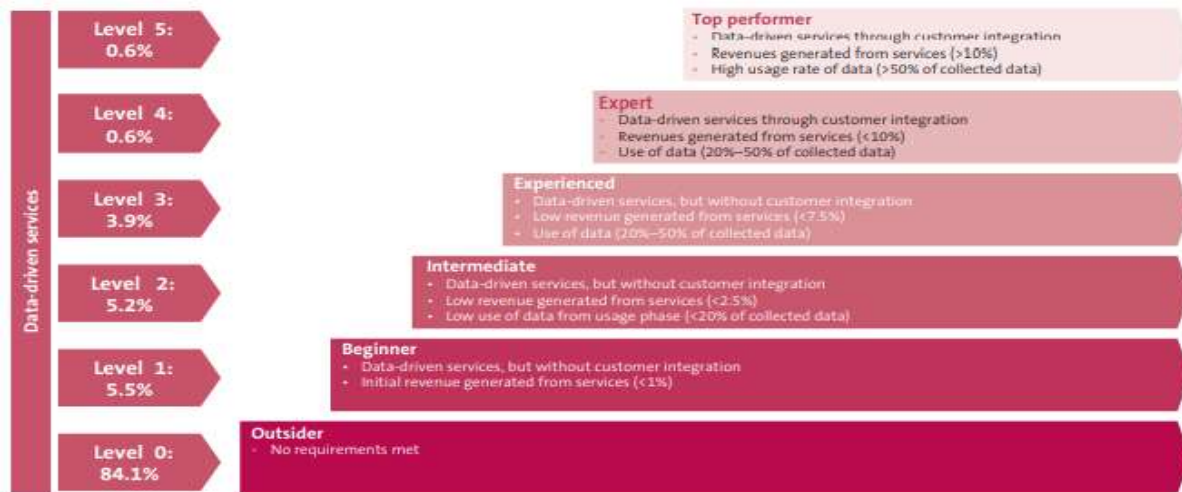 Data-driven services
Level 5:
0.6%
Top performer
- Data-driven services through customer integration
- Revenues generated from services (>10%)
- High usage rate of data (>50% of collected data)
Level 4:
0.6%
Expert
- Data-driven services through customer integration
- Revenues generated from services (<10%)
- Use of data (20%–50% of collected data)
Level 3:
3.9%
Experienced
• Data-driven services, but without customer integration
• Low revenue generated from services (<7.5%)
• Use of data (20%–50% of collected data)
Level 2:
5.2%
Intermediate
• Data-driven services, but without customer integration
• Low revenue generated from services (<2.5%)
• Low use of data from usage phase (<20% of collected data)
Level 1:
5.5%
Beginner
• Data-driven services, but without customer integration
• Initial revenue generated from services (<1%)
Level 0:
84.1%
Outsider
- No requirements met